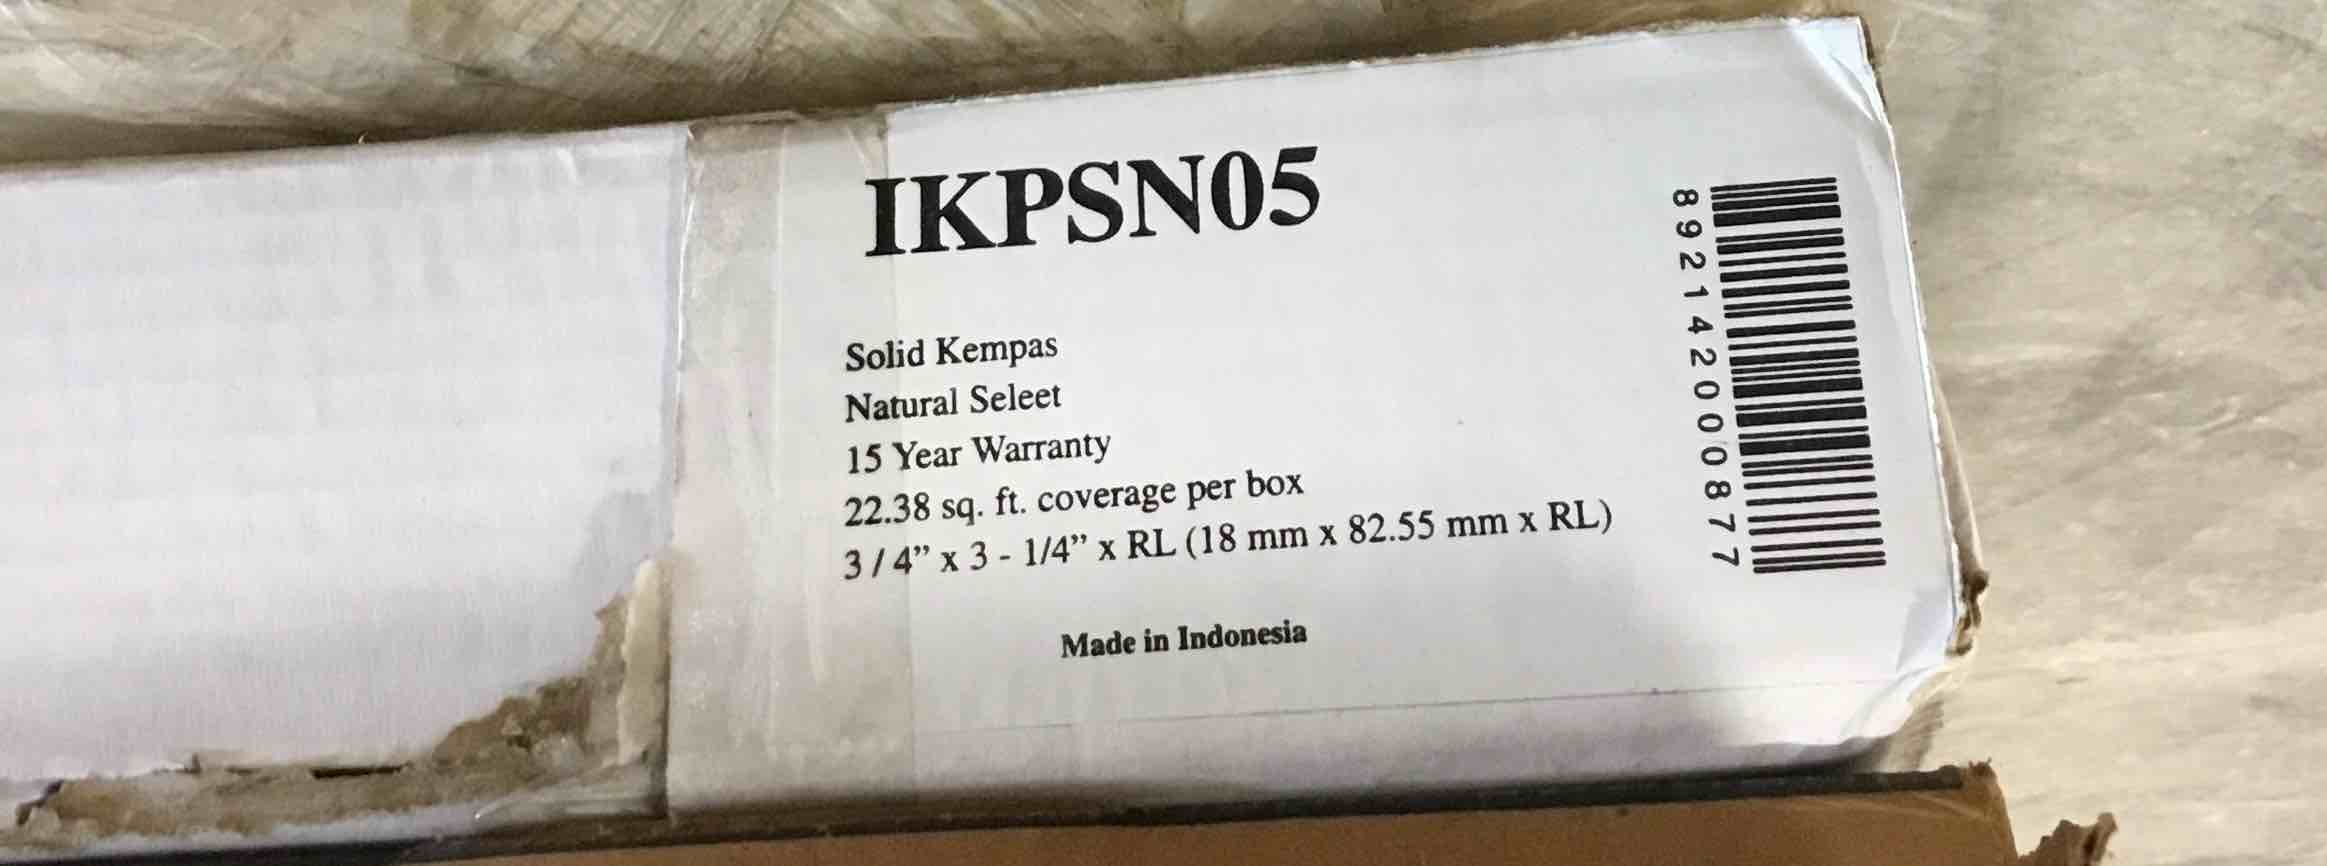 IKPSN05
Solid Kempas
Natural Seleet
15 Year Warranty
22.38 sq. ft. coverage per box
3 / 4” x 3 - 1/4” x RL (18 mm x 82.55 mm x RL)
Made in Indonesia
892142000877